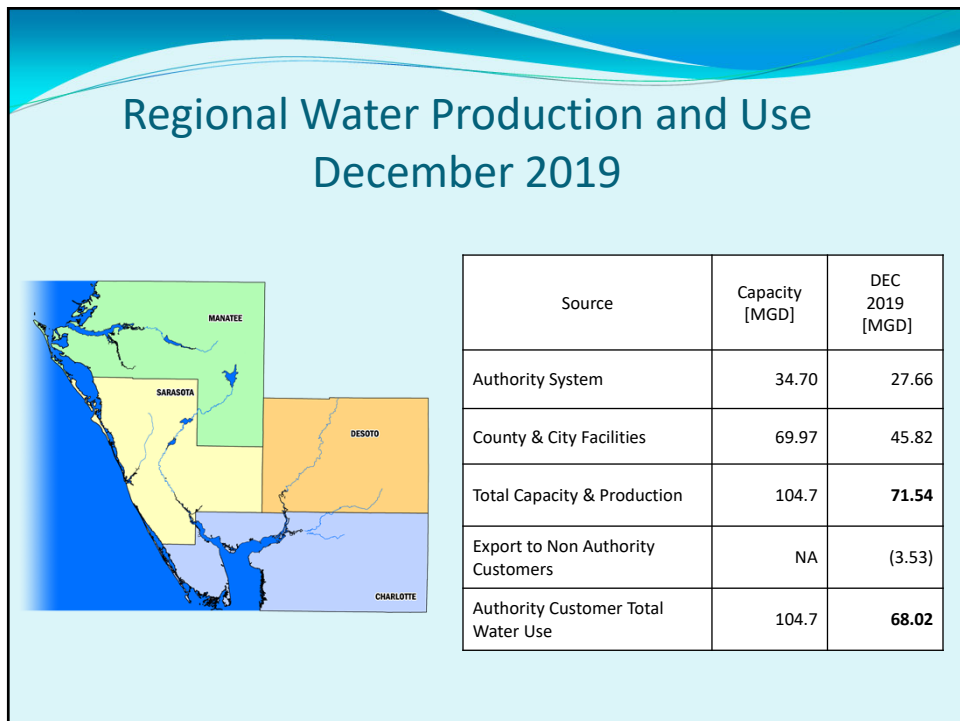 Regional Water Production and Use
December 2019
MANATEE
SARASOTA
DESOTO
CHARLOTTE
Source
Capacity
[MGD]
DEC
2019
[MGD]
Authority System
34.70
27.66
County & City Facilities
69.97
45.82
Total Capacity & Production
104.7
71.54
Export to Non Authority
Customers
NA
(3.53)
Authority Customer Total
Water Use
104.7
68.02